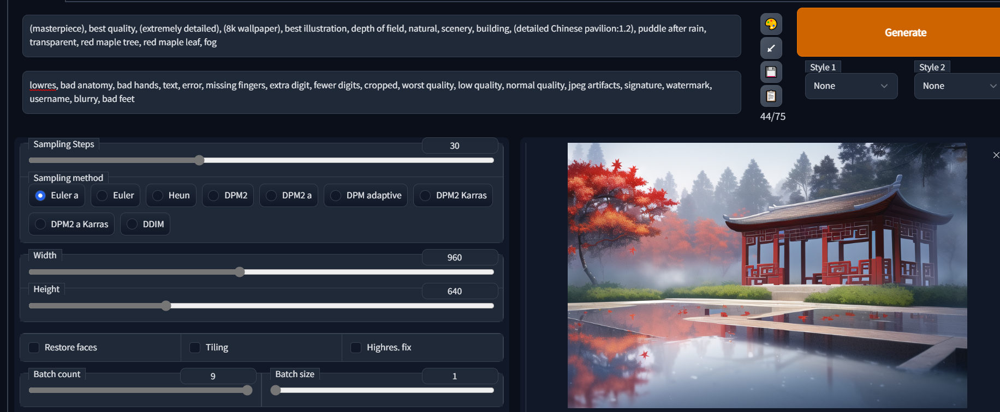 (masterpiece), best quality, (extremely detailed), (8k wallpaper), best illustration, depth of field, natural, scenery, building, (detailed Chinese pavilion:1.2), puddle after rain,
transparent, red maple tree, red maple leaf, fog
Generate
Style 1
Style 2
None
None
lowres, bad anatomy, bad hands, text, error, missing fingers, extra digit, fewer digits, cropped, worst quality, low quality, normal quality, jpeg artifacts, signature, watermark,
username, blurry, bad feet
44/75
Sampling Steps
30
Sampling method
Euler a
Euler
Heun
DPM2
DPM2 a
DPM adaptive
DPM2 Karras
DPM2 a Karras
DDIM
Width
960
Height
640
Restore faces
Tiling
Highres. fix
Batch count
9
Batch size
1